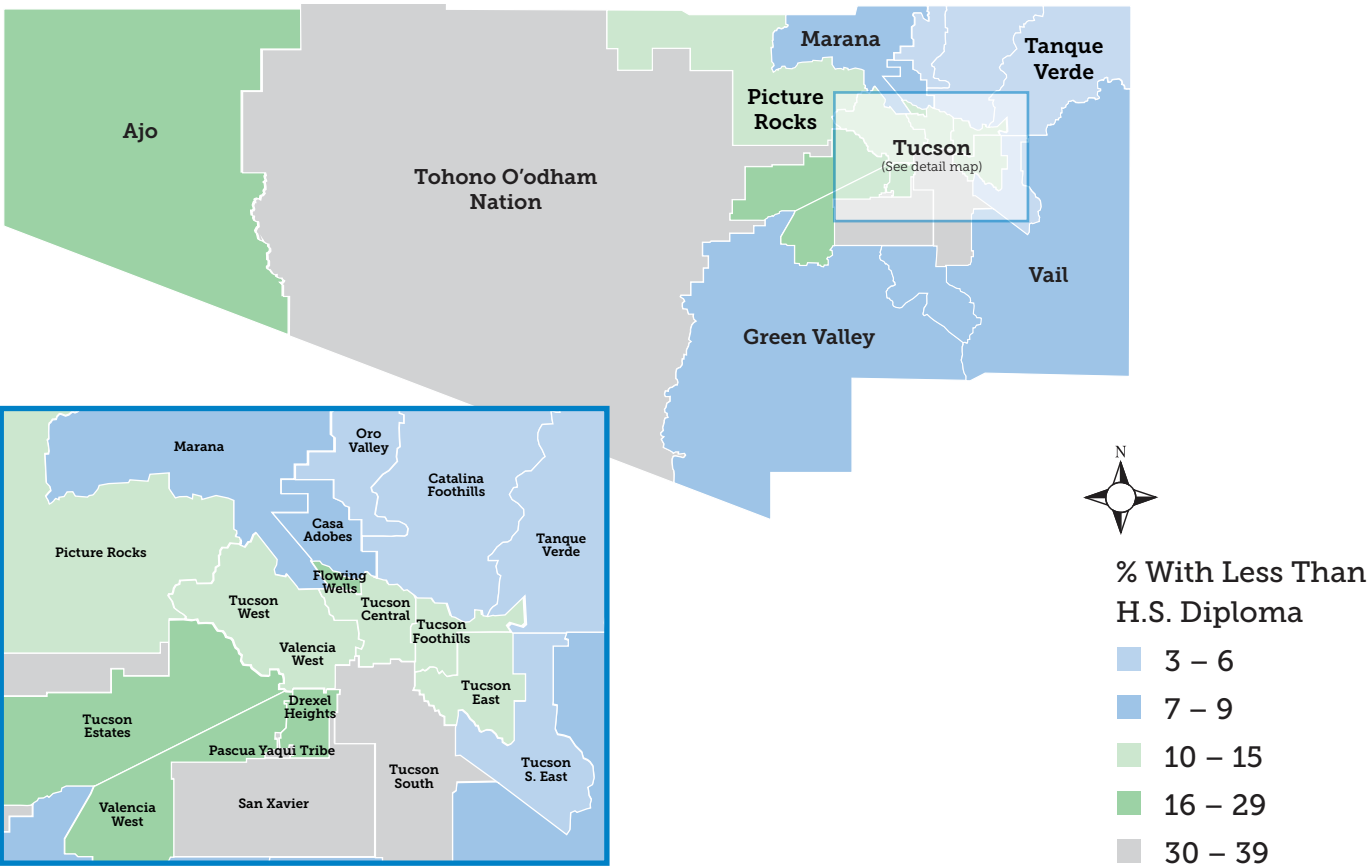 Marana
Tanque
Verde
Picture
Rocks
Ajo
Tucson
(See detail map)
Tohono O'odham
Nation
Vail
Green Valley
Marana
Oro
Valley
Catalina
Foothills
Casa
Adobes
Tanque
Verde
Picture Rocks
Flowing
Wells
Tucson
West
Tucson
Central
Tucson
Foothills
Valencia
West
Tucson
East
Drexel
Heights
Tucson
Estates
Pascua Yaqui Tribe
Tucson
S. East
Tucson
South
San Xavier
Valencia
West
N
% With Less Than
H.S. Diploma
3 – 6
7 – 9
10 – 15
16 – 29
30 – 39